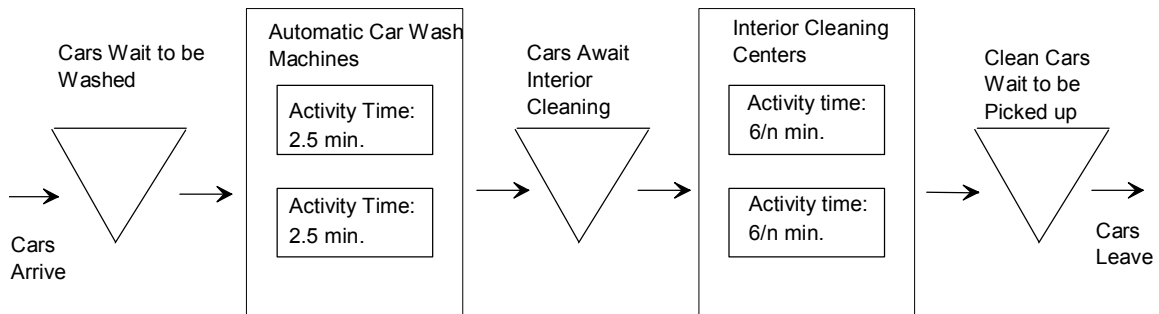 Cars Wait to be
Washed
Automatic Car Wash
Machines
Activity Time:
2.5 min.
Activity Time:
2.5 min.
Cars Await
Interior
Cleaning
Interior Cleaning
Centers
Activity time:
6/n min.
Activity time:
6/n min.
Clean Cars
Wait to be
Picked up
Cars
Arrive
Cars
Leave